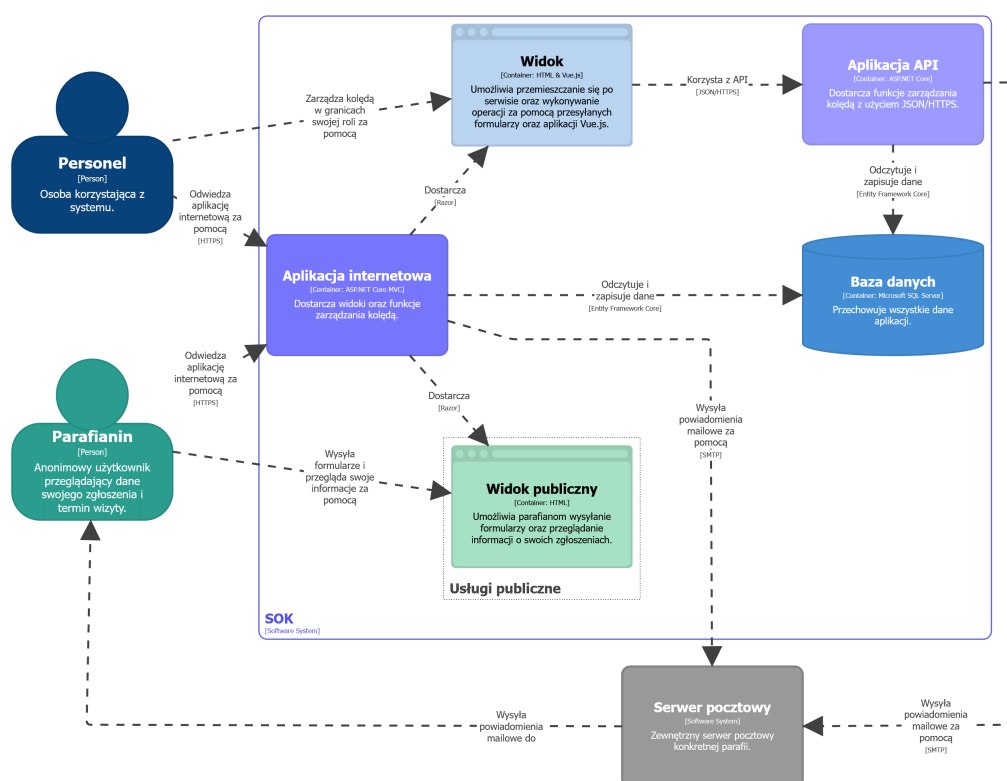 Widok
[Container: HTML & Vue.js]
Umożliwia przemieszczanie się po
serwisie oraz wykonywanie
operacji za pomocą przesyłanych
formularzy oraz aplikacji Vue.js.
Korzysta z API
[JSON/HTTPS]
Aplikacja API
[Container: ASP.NET Core]
Dostarcza funkcje zarządzania
kolędą z użyciem JSON/HTTPS.
Zarządza kolędą
w granicach
swojej roli za
pomocą
Personel
[Person]
Osoba korzystająca z
systemu.
Odwiedza
aplikację
internetową za
pomocą
[HTTPS]
Dostarcza
[Razor]
Odczytuje i
zapisuje dane
[Entity Framework Core]
Aplikacja internetowa
[Container: ASP.NET Core MVC]
Dostarcza widoki oraz funkcje
zarządzania kolędą.
Odczytuje i
zapisuje dane
[Entity Framework Core]
Baza danych
[Container: Microsoft SQL Server]
Przechowuje wszystkie dane
aplikacji.
Odwiedza
aplikację
internetową za
pomocą
[HTTPS]
Dostarcza
[Razor]
Wysyła
powiadomienia
mailowe za
pomocą
[SMTP]
Parafianin
[Person]
Anonimowy użytkownik
przeglądający dane
swojego zgłoszenia i
termin wizyty.
Wysyła
formularze i
przegląda swoje
informacje za
pomocą
Widok publiczny
[Container: HTML]
Umożliwia parafianom wysyłanie
formularzy oraz przeglądanie
informacji o swoich zgłoszeniach.
Usługi publiczne
SOK
[Software System]
Wysyła
powiadomienia
mailowe do
Serwer pocztowy
[Software System]
Zewnętrzny serwer pocztowy
konkretnej parafii.
Wysyła
powiadomienia
mailowe za
pomocą
[SMTP]